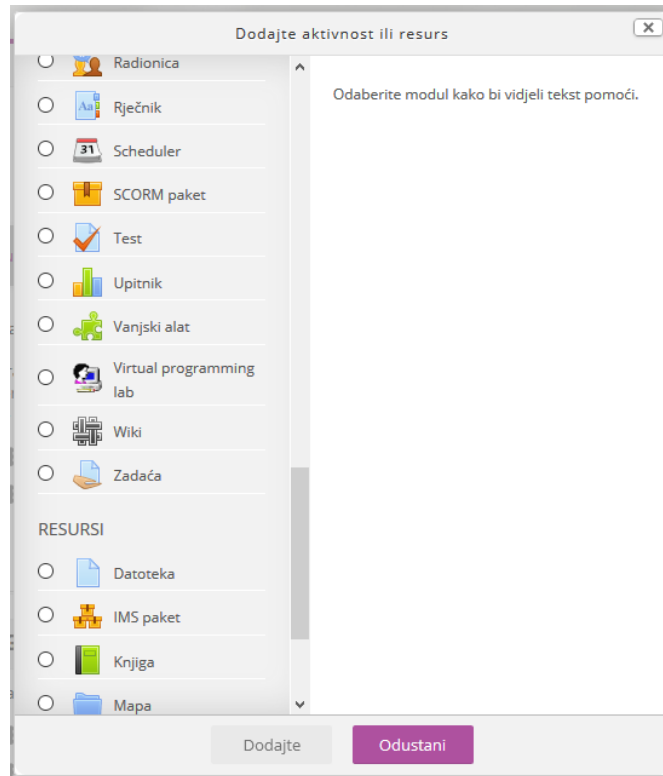 Dodajte aktivnost ili resurs
Radionica
Rječnik
Scheduler
SCORM paket
Test
Upitnik
Vanjski alat
Virtual programming
lab
Wiki
Zadaća
RESURSI
Datoteka
IMS paket
Knjiga
Mapa
Odaberite modul kako bi vidjeli tekst pomoći.
Dodajte
Odustani